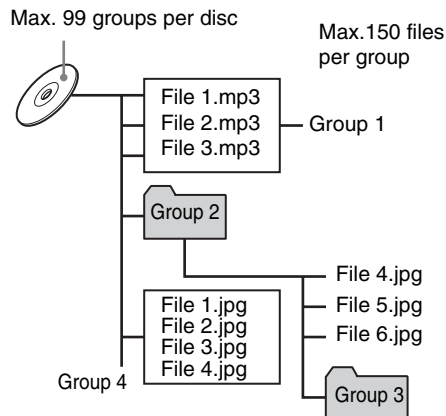 Max. 99 groups per disc
Max.150 files
per group
File 1.mp3
File 2.mp3
File 3.mp3
Group 1
Group 2
File 4.jpg
File 5.jpg
File 6.jpg
Group 3
File 1.jpg
File 2.jpg
File 3.jpg
File 4.jpg
Group 4